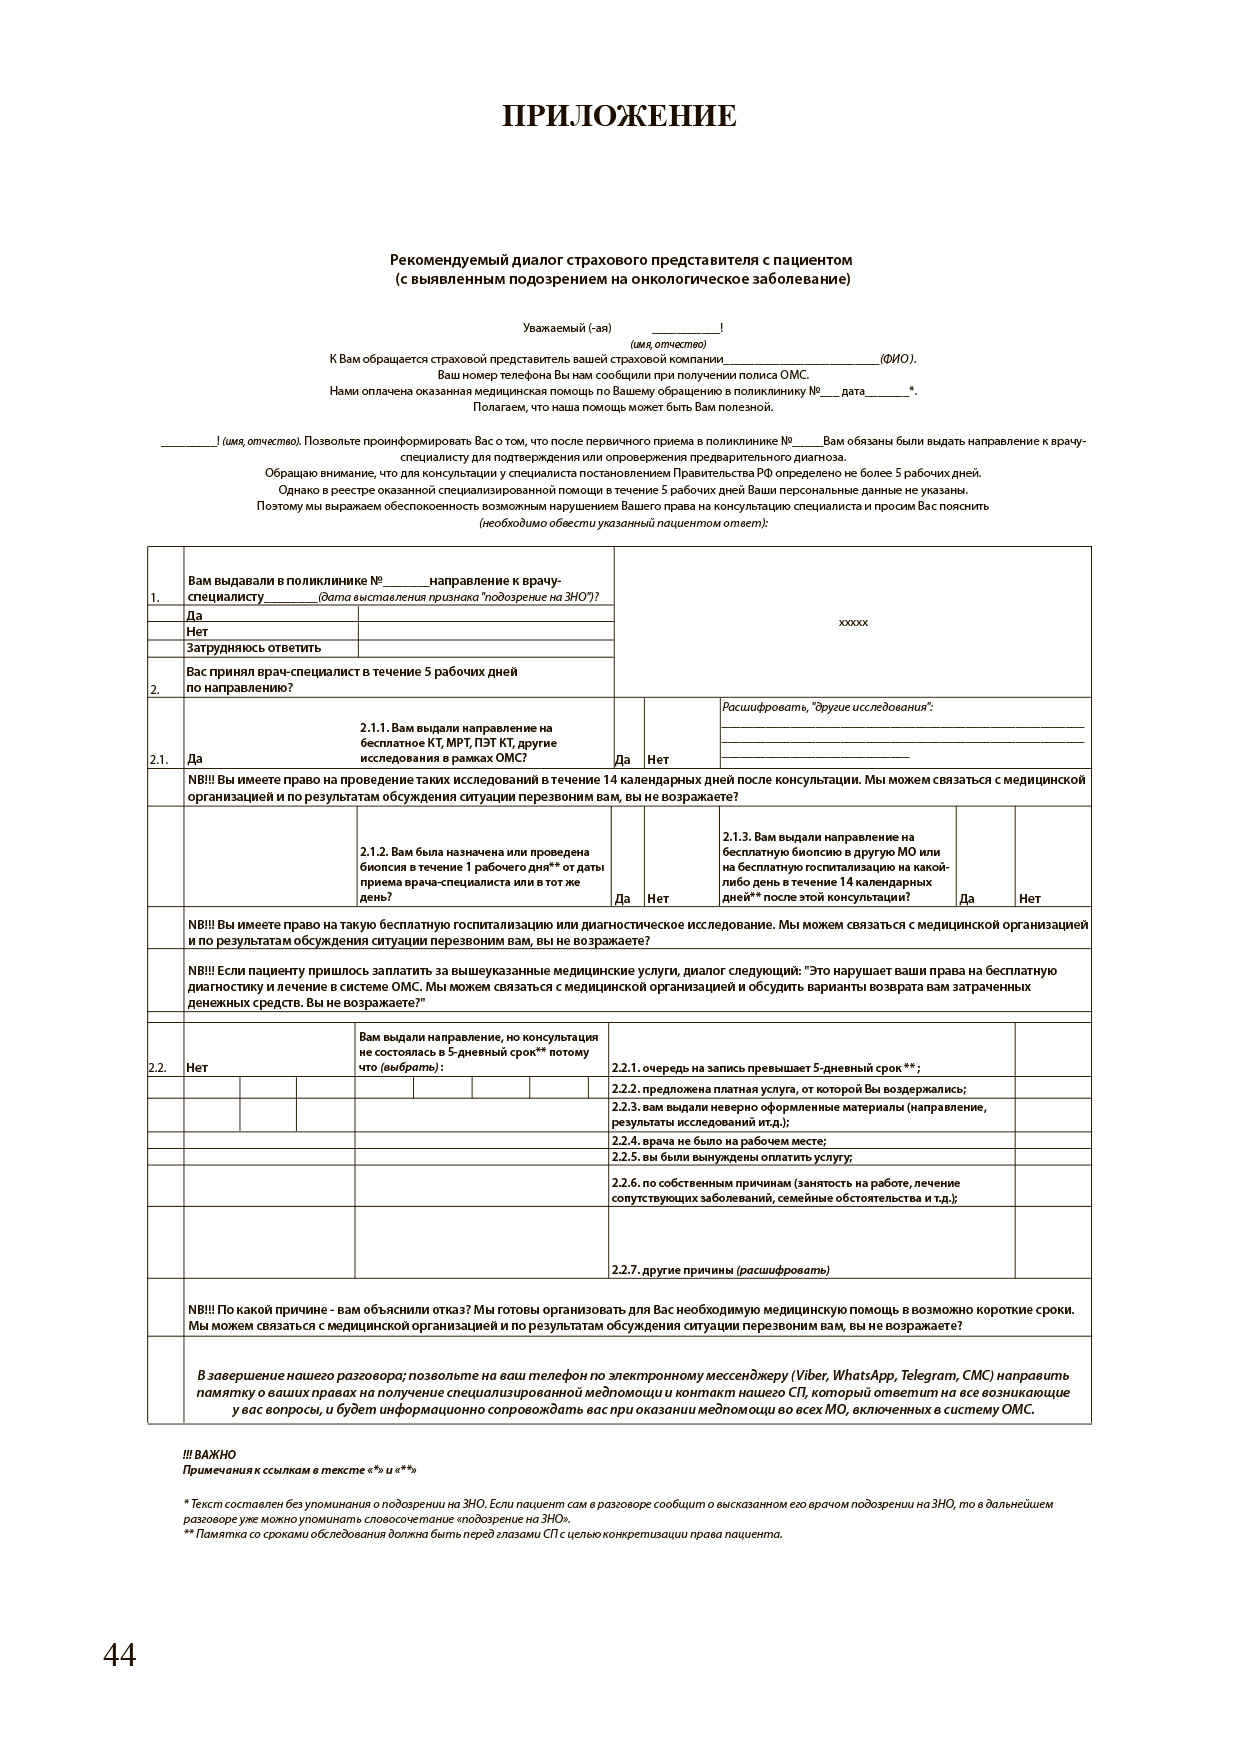 ПРИЛОЖЕНИЕ
Рекомендуемый диалог страхового представителя с пациентом
(с выявленным подозрением на онкологическое заболевание)
Уважаемый (-ая) ___________!
(имя, отчество)
К Вам обращается страховой представитель вашей страховой компании_________________________(ФИО).
Ваш номер телефона Вы нам сообщили при получении полиса ОМС.
Нами оплачена оказанная медицинская помощь по Вашему обращению в поликлинику №___ дата_______*.
Полагаем, что наша помощь может быть Вам полезной.
_________! (имя, отчество). Позвольте проинформировать Вас о том, что после первичного приема в поликлинике №_____Вам обязаны были выдать направление к врачу-
специалисту для подтверждения или опровержения предварительного диагноза.
Обращаю внимание, что для консультации у специалиста постановлением Правительства РФ определено не более 5 рабочих дней.
Однако в реестре оказанной специализированной помощи в течение 5 рабочих дней Ваши персональные данные не указаны.
Поэтому мы выражаем обеспокоенность возможным нарушением Вашего права на консультацию специалиста и просим Вас пояснить
(необходимо обвести указанный пациентом ответ):
Вам выдавали в поликлинике №_______направление к врачу-
1. специалисту________(дата выставления признака "подозрение на ЗНО")?
Да
Нет
Затрудняюсь ответить
xxxxx
Вас принял врач-специалист в течение 5 рабочих дней
2. по направлению?
2.1. Да
2.1.1. Вам выдали направление на
бесплатное КТ, МРТ, ПЭТ КТ, другие
исследования в рамках ОМС?
Да Нет
Расшифровать, "другие исследования":
__________________________________________________________
__________________________________________________________
______________________________
NB!!! Вы имеете право на проведение таких исследований в течение 14 календарных дней после консультации. Мы можем связаться с медицинской
организацией и по результатам обсуждения ситуации перезвоним вам, вы не возражаете?
2.1.2. Вам была назначена или проведена
биопсия в течение 1 рабочего дня** от даты
приема врача-специалиста или в тот же
день?
Да Нет
2.1.3. Вам выдали направление на
бесплатную биопсию в другую МО или
на бесплатную госпитализацию на какой-
либо день в течение 14 календарных
дней** после этой консультации?
Да Нет
NB!!! Вы имеете право на такую бесплатную госпитализацию или диагностическое исследование. Мы можем связаться с медицинской организацией
и по результатам обсуждения ситуации перезвоним вам, вы не возражаете?
NB!!! Если пациенту пришлось заплатить за вышеуказанные медицинские услуги, диалог следующий: "Это нарушает ваши права на бесплатную
диагностику и лечение в системе ОМС. Мы можем связаться с медицинской организацией и обсудить варианты возврата вам затраченных
денежных средств. Вы не возражаете?"
2.2. Нет
Вам выдали направление, но консультация
не состоялась в 5-дневный срок** потому
что (выбрать) :
2.2.1. очередь на запись превышает 5-дневный срок ** ;
2.2.2. предложена платная услуга, от которой Вы воздержались;
2.2.3. вам выдали неверно оформленные материалы (направление,
результаты исследований ит.д.);
2.2.4. врача не было на рабочем месте;
2.2.5. вы были вынуждены оплатить услугу;
2.2.6. по собственным причинам (занятость на работе, лечение
сопутствующих заболеваний, семейные обстоятельства и т.д.);
2.2.7. другие причины (расшифровать)
NB!!! По какой причине - вам объяснили отказ? Мы готовы организовать для Вас необходимую медицинскую помощь в возможно короткие сроки.
Мы можем связаться с медицинской организацией и по результатам обсуждения ситуации перезвоним вам, вы не возражаете?
В завершение нашего разговора; позвольте на ваш телефон по электронному мессенджеру (Viber, WhatsApp, Telegram, СМС) направить
памятку о ваших правах на получение специализированной медпомощи и контакт нашего СП, который ответит на все возникающие
у вас вопросы, и будет информационно сопровождать вас при оказании медпомощи во всех МО, включенных в систему ОМС.
!!! ВАЖНО
Примечания к ссылкам в тексте «*» и «**»
* Текст составлен без упоминания о подозрении на ЗНО. Если пациент сам в разговоре сообщит о высказанном его врачом подозрении на ЗНО, то в дальнейшем
разговоре уже можно упоминать словосочетание «подозрение на ЗНО».
** Памятка со сроками обследования должна быть перед глазами СП с целью конкретизации права пациента.
44